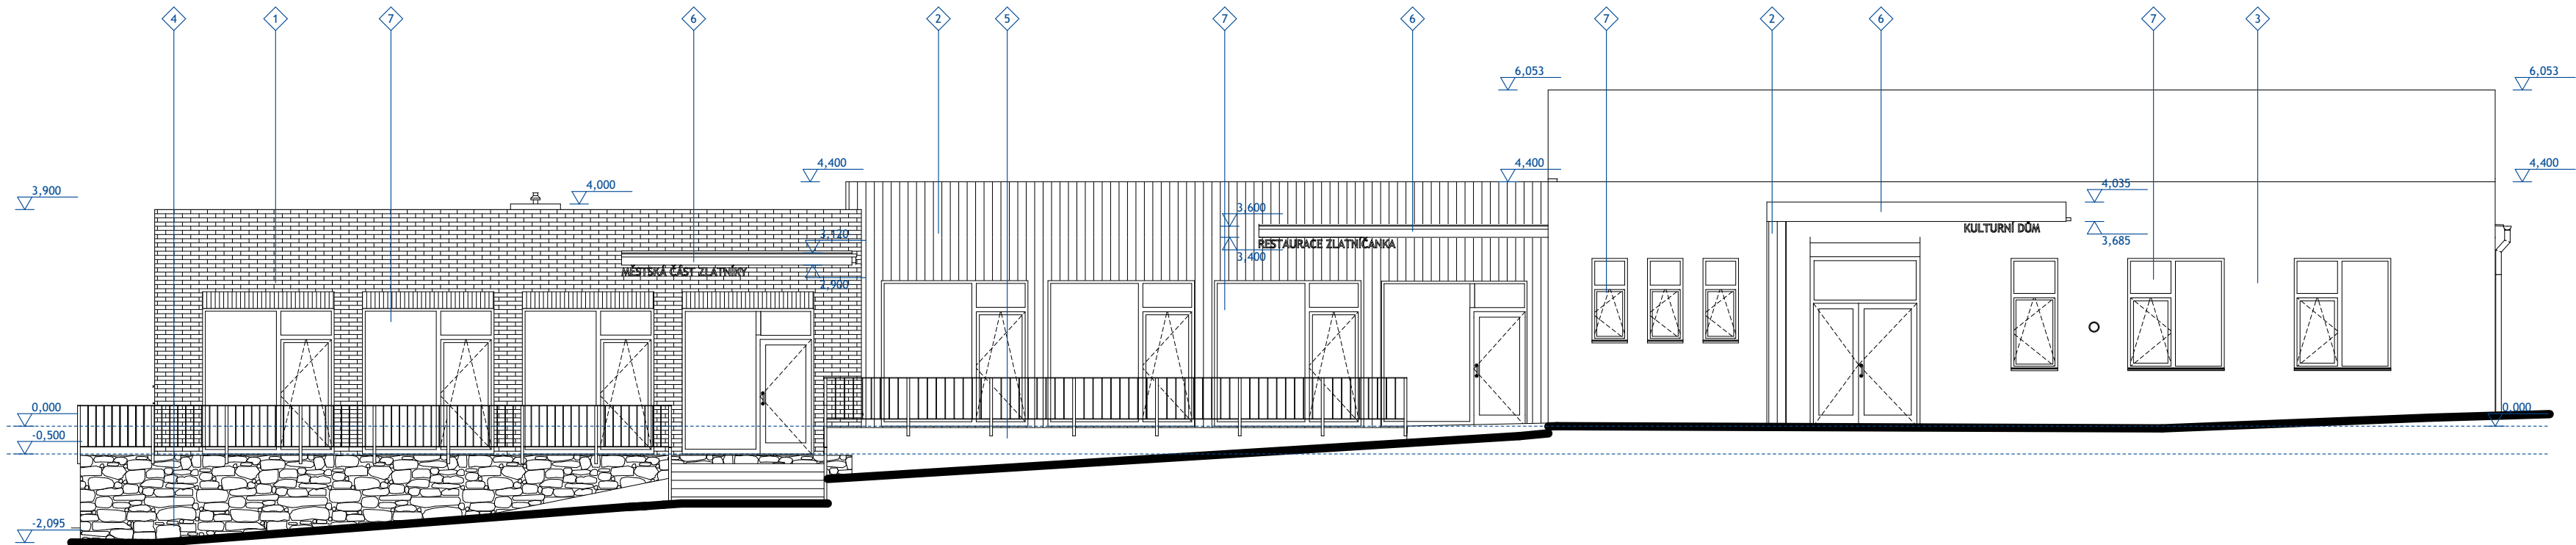 4 1 7 6 2 5 7 6 7 2 6 7 3
6,053 6,053
4,400 4,400 4,400
3,900 4,000 4,035
3,600
3,120
RESTAURACE ZLATNÍČANKA
KULTURNÍ DŮM
3,685
3,400
MĚSTSKÁ ČÁST ZLATNÍKY
2,900
0,000 0,000
-0,500
-2,095